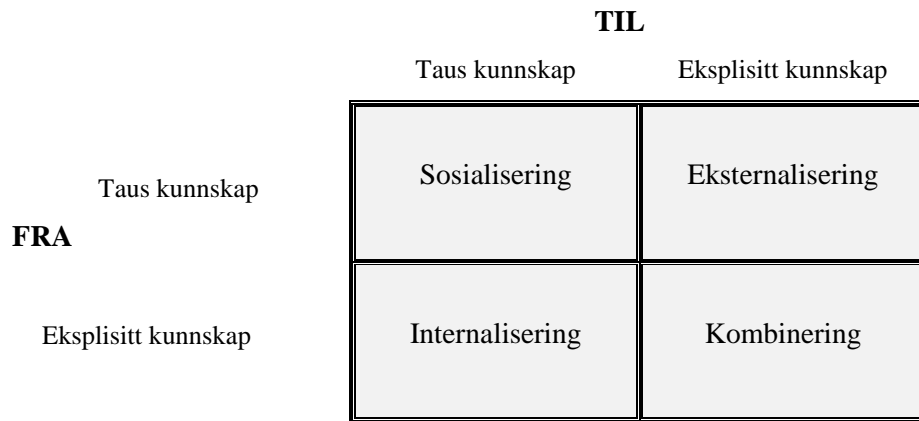 TIL
Taus kunnskap Eksplisitt kunnskap
Taus kunnskap Sosialisering Eksternalisering
FRA
Eksplisitt kunnskap Internalisering Kombinering